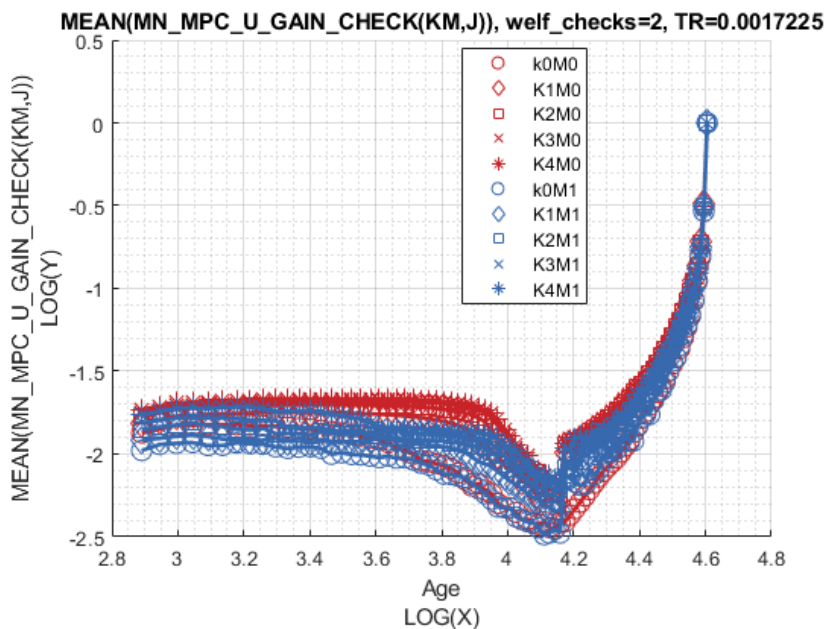 MEAN(MN_MPC_U_GAIN_CHECK(KM,J)), welf_checks=2, TR=0.0017225
MEAN(MN_MPC_U_GAIN_CHECK(KM,J))
LOG(Y)
0.5
0
-0.5
-1
-1.5
-2
-2.5
k0M0
K1M0
K2M0
K3M0
K4M0
k0M1
K1M1
K2M1
K3M1
K4M1
2.8 3 3.2 3.4 3.6 3.8 4 4.2 4.4 4.6 4.8
Age
LOG(X)